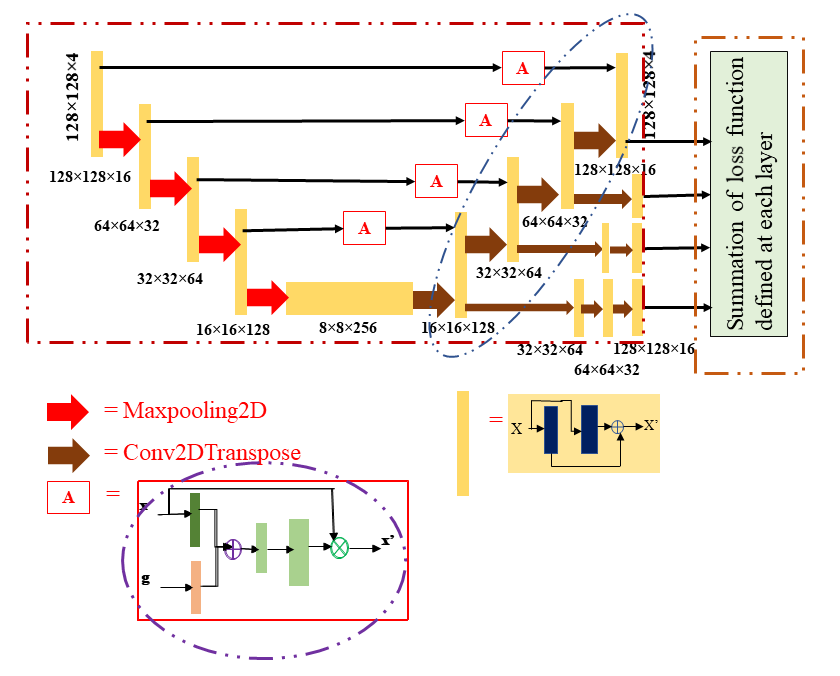 128×128×4
A
128×128×4
A
128×128×16
128×128×16
A
64×64×32
64×64×32
A
32×32×64
32×32×64
16×16×128
8×8×256
16×16×128
32×32×64
128×128×16
64×64×32
Summation of loss function
defined at each layer
= Maxpooling2D
= Conv2DTranspose
A =
x
g
x'
= X X'